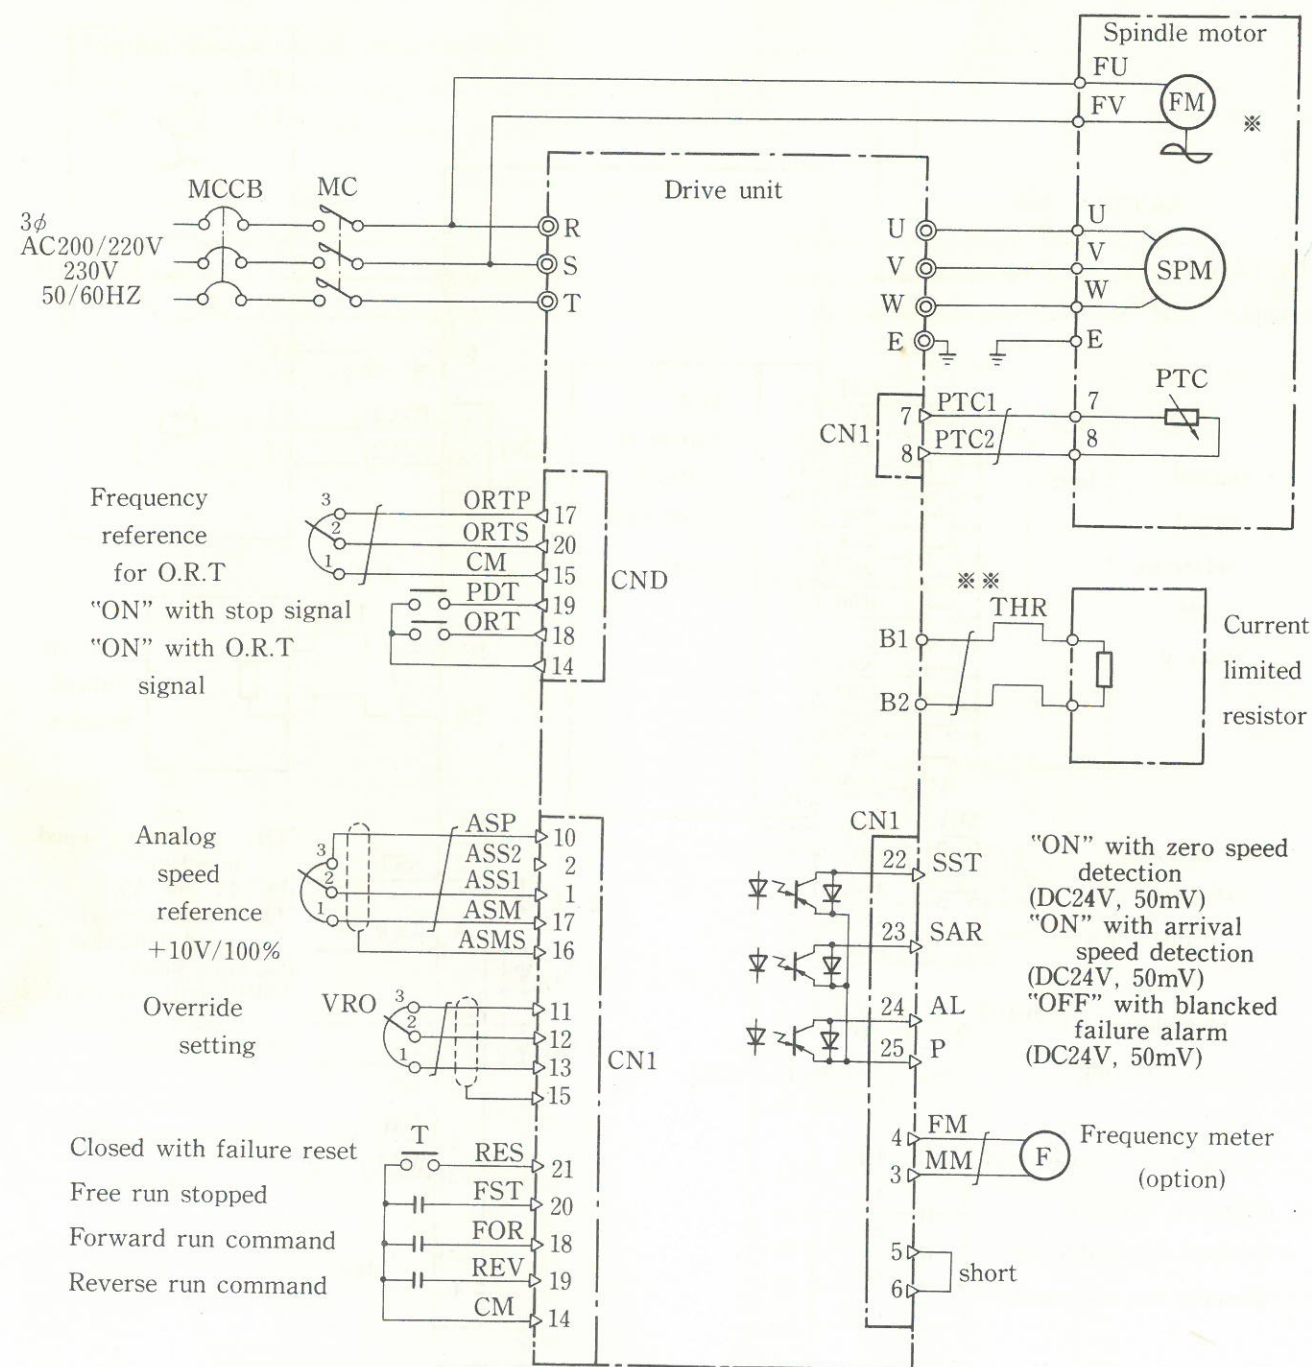 Spindle motor
FU
FM
FV
※
MCCB
MC
Drive unit
3φ
AC200/220V
230V
50/60HZ
R
S
T
U
V
W
E
U
V
W
E
SPM
PTC
CN1
7
PTC1
7
8
PTC2
8
Frequency
reference
for O.R.T
"ON" with stop signal
"ON" with O.R.T
signal
3
2
1
ORTP
17
ORTS
20
CM
15
PDT
19
ORT
18
14
CND
※※
THR
B1
B2
Current
limited
resistor
Analog
speed
reference
+10V/100%
3
2
1
ASP
10
ASS2
2
ASS1
1
ASM
17
ASMS
16
Override
setting
VRO
3
2
1
11
12
13
15
CN1
Closed with failure reset
T
RES
21
Free run stopped
FST
20
Forward run command
FOR
18
Reverse run command
REV
19
CM
14
CN1
22
SST
"ON" with zero speed
detection
(DC24V, 50mV)
23
SAR
"ON" with arrival
speed detection
(DC24V, 50mV)
24
AL
25
P
"OFF" with blancked
failure alarm
(DC24V, 50mV)
4
FM
3
MM
F
Frequency meter
(option)
5
6
short